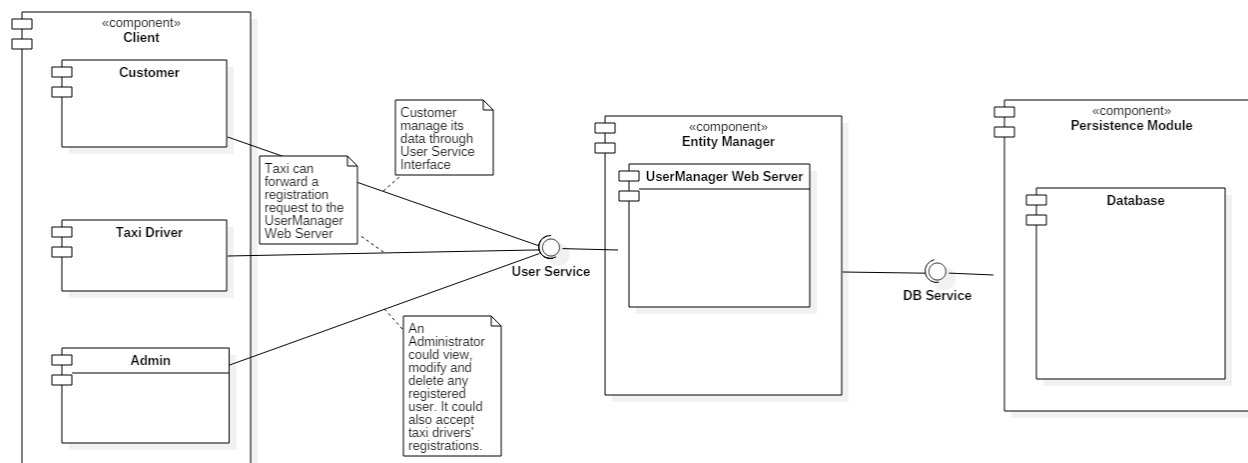 «component»
Client
Customer
Taxi Driver
Admin
Customer
manage its
data through
User Service
Interface
Taxi can
forward a
registration
request to the
UserManager
Web Server
An
Administrator
could view,
modify and
delete any
registered
user. It could
also accept
taxi drivers'
registrations.
User Service
«component»
Entity Manager
UserManager Web Server
DB Service
«component»
Persistence Module
Database